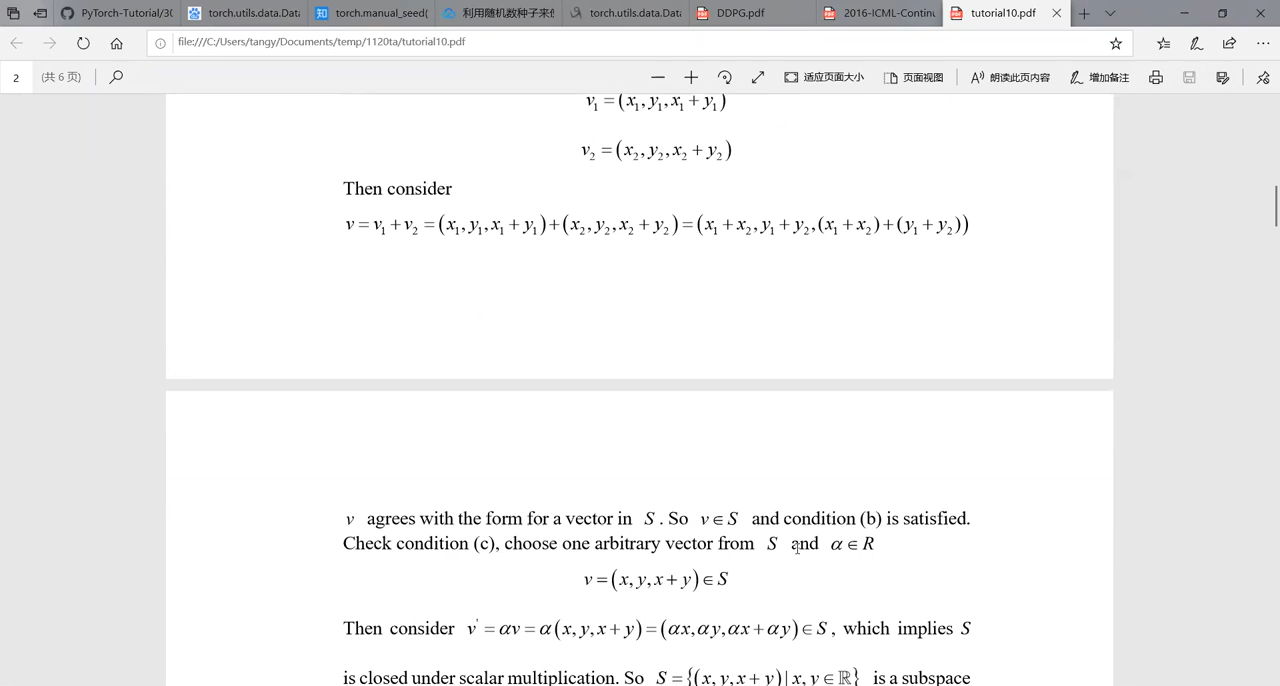 PyTorch-Tutorial/30
torch.utils.data.Data
torch.manual_seed(
利用随机数种子来使
torch.utils.data.Data
DDPG.pdf
2016-ICML-Continu
tutorial10.pdf
file:///C:/Users/tangy/Documents/temp/1120ta/tutorial10.pdf
2 (共 6 页) 适应页面大小 页面视图 朗读此页内容 增加备注
v₁ = (x₁, y₁, x₁ + y₁)
v₂ = (x₂, y₂, x₂ + y₂)
Then consider
v = v₁ + v₂ = (x₁, y₁, x₁ + y₁) + (x₂, y₂, x₂ + y₂) = (x₁ + x₂, y₁ + y₂, (x₁ + x₂) + (y₁ + y₂))
v agrees with the form for a vector in S . So v ∈ S and condition (b) is satisfied.
Check condition (c), choose one arbitrary vector from S and α ∈ R
v = (x, y, x + y) ∈ S
Then consider v' = αv = α(x, y, x + y) = (αx, αy, αx + αy) ∈ S , which implies S
is closed under scalar multiplication. So S = {(x, y, x + y) | x, y ∈ ℝ} is a subspace